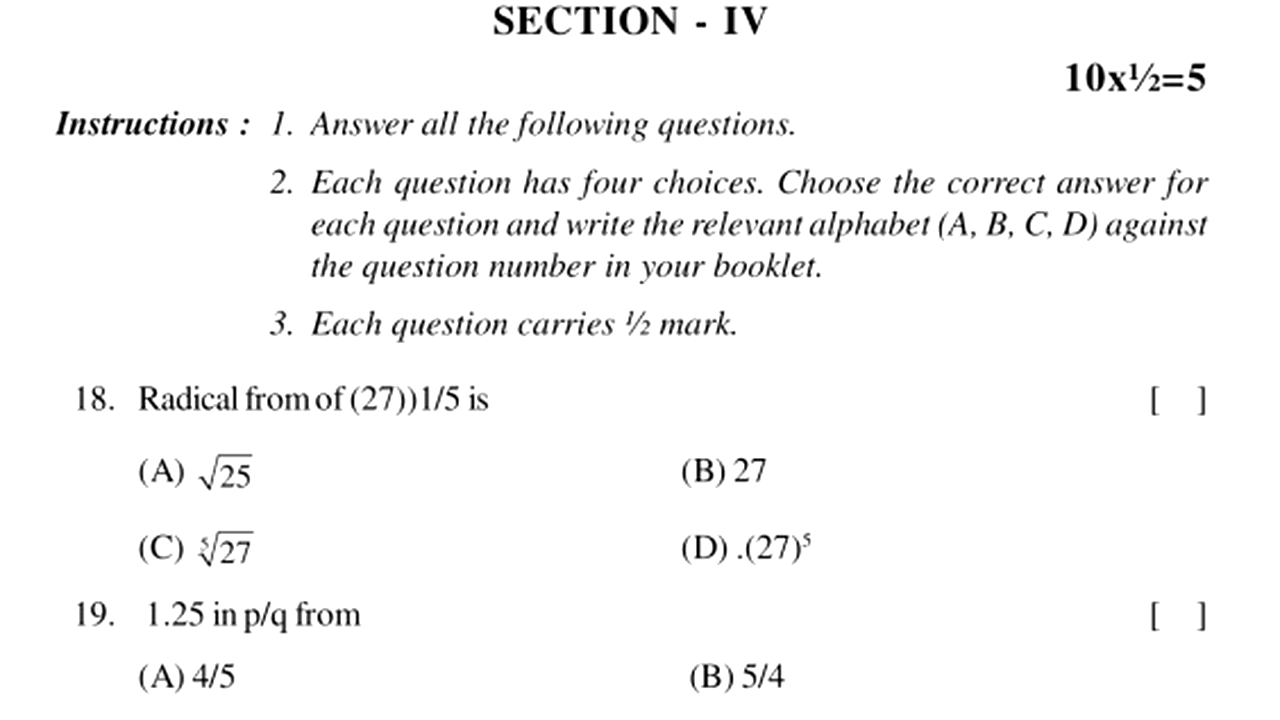 SECTION - IV
10x½=5
Instructions : 1. Answer all the following questions.
2. Each question has four choices. Choose the correct answer for
each question and write the relevant alphabet (A, B, C, D) against
the question number in your booklet.
3. Each question carries ½ mark.
18. Radical from of (27))1/5 is [ ]
(A) √25 (B) 27
(C) ⁵√27 (D) .(27)⁵
19. 1.25 in p/q from [ ]
(A) 4/5 (B) 5/4